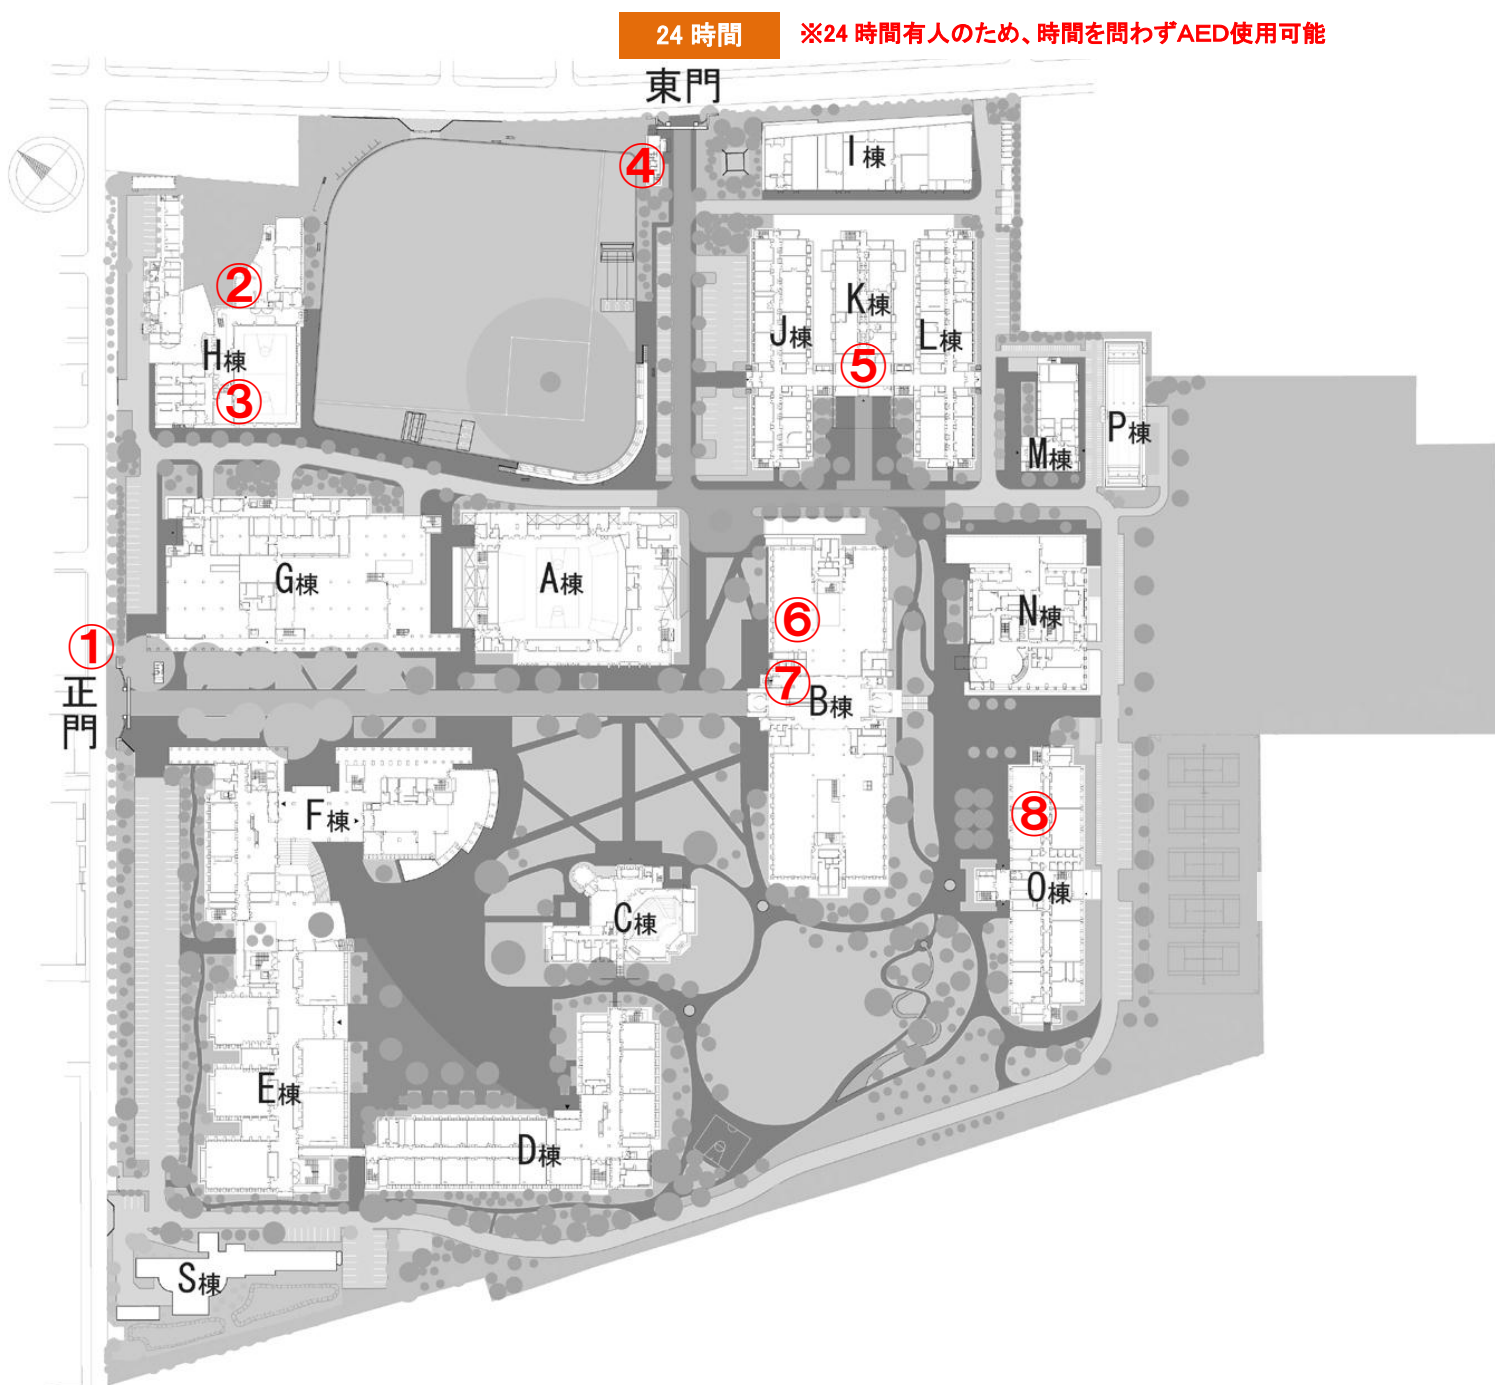 24 時間
※24 時間有人のため、時間を問わずAED使用可能
東門
④
I棟
②
K棟
J棟
L棟
H棟
⑤
③
P棟
M棟
G棟
A棟
N棟
⑥
①
正門
⑦
B棟
F棟
⑧
O棟
C棟
E棟
D棟
S棟